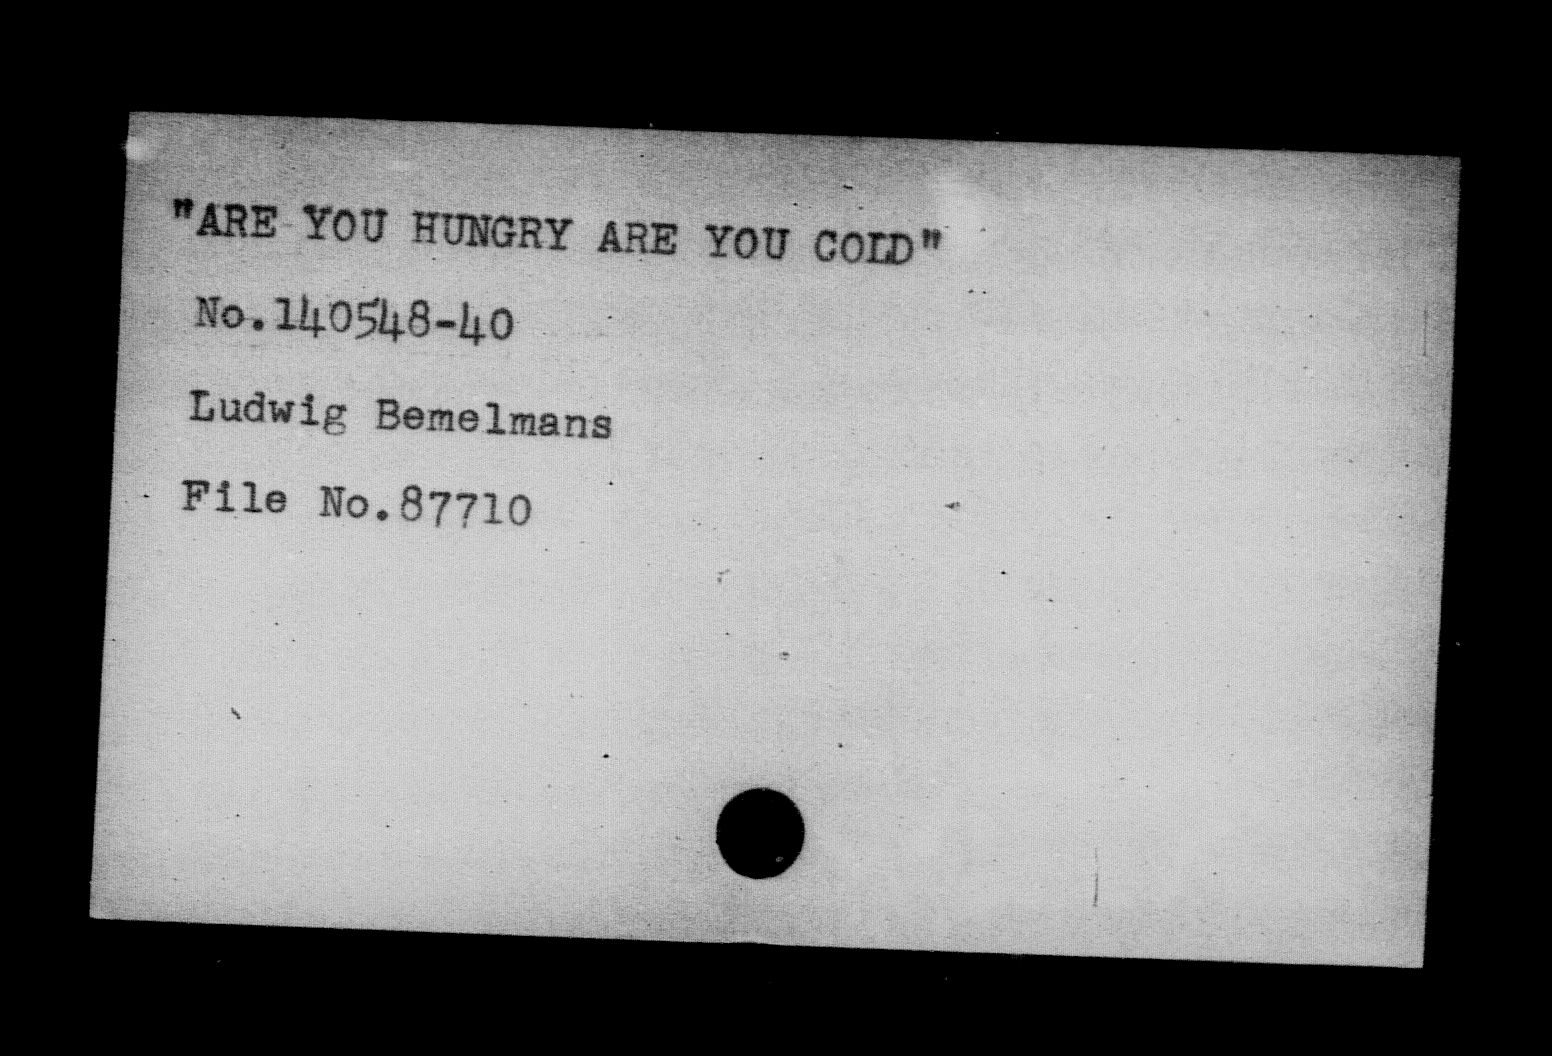 "ARE YOU HUNGRY ARE YOU COLD"
No.140548-40
Ludwig Bemelmans
File No.87710